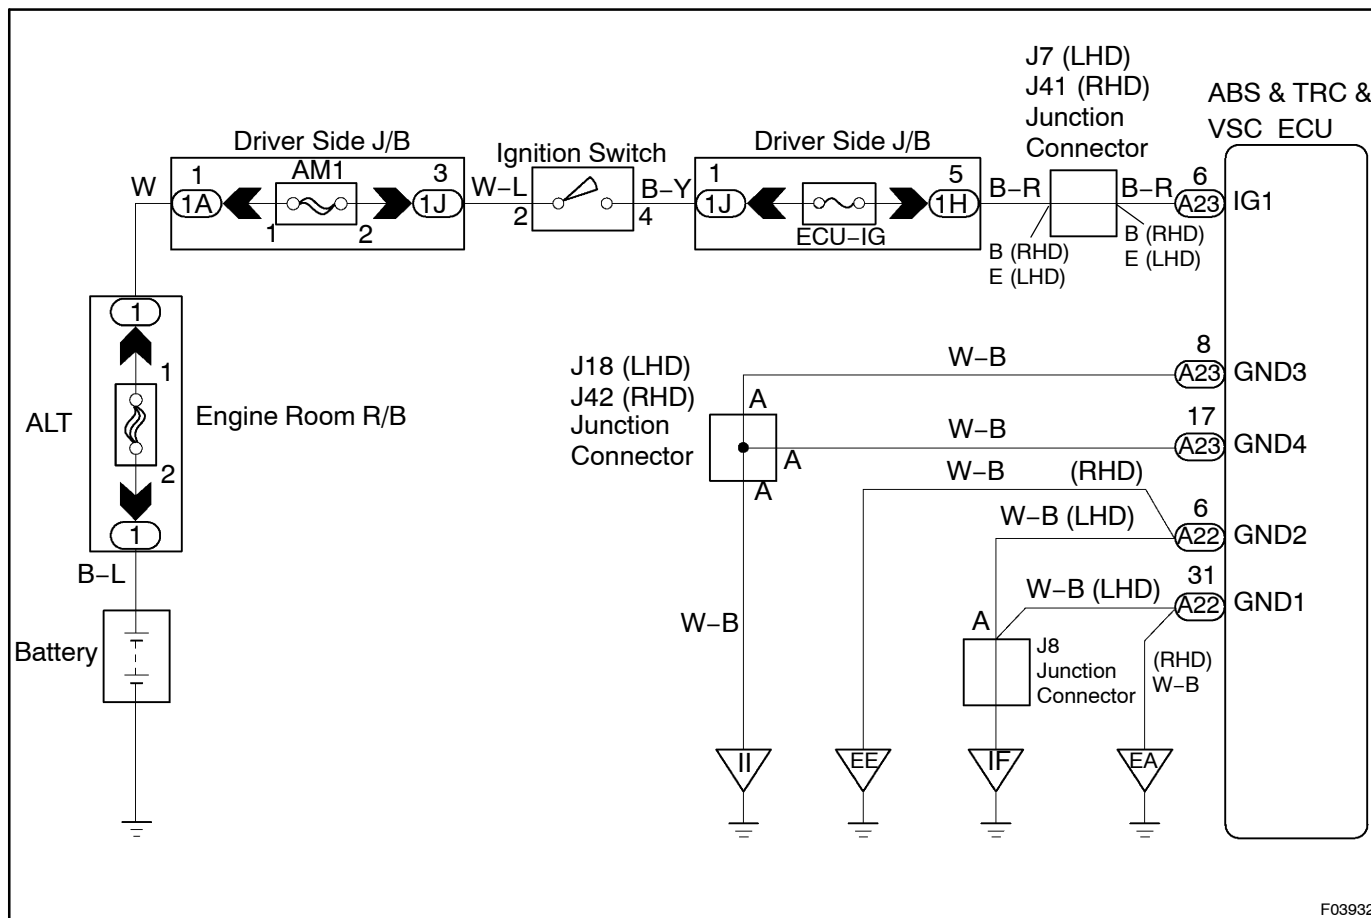 J7 (LHD)
J41 (RHD)
Junction
Connector
ABS & TRC &
VSC ECU
Driver Side J/B
Ignition Switch
Driver Side J/B
W
1
1A
AM1
1
2
3
1J
W-L
2
4
B-Y
1
1J
ECU-IG
5
1H
B-R
B-R
6
A23
IG1
B (RHD)
E (LHD)
B (RHD)
E (LHD)
1
1
ALT
Engine Room R/B
2
1
B-L
Battery
J18 (LHD)
J42 (RHD)
Junction
Connector
A
A
A
W-B
8
A23
GND3
W-B
17
A23
GND4
W-B
(RHD)
6
A22
GND2
W-B (LHD)
31
A22
GND1
W-B (LHD)
A
J8
Junction
Connector
(RHD)
W-B
W-B
II
EE
IF
EA
F03932